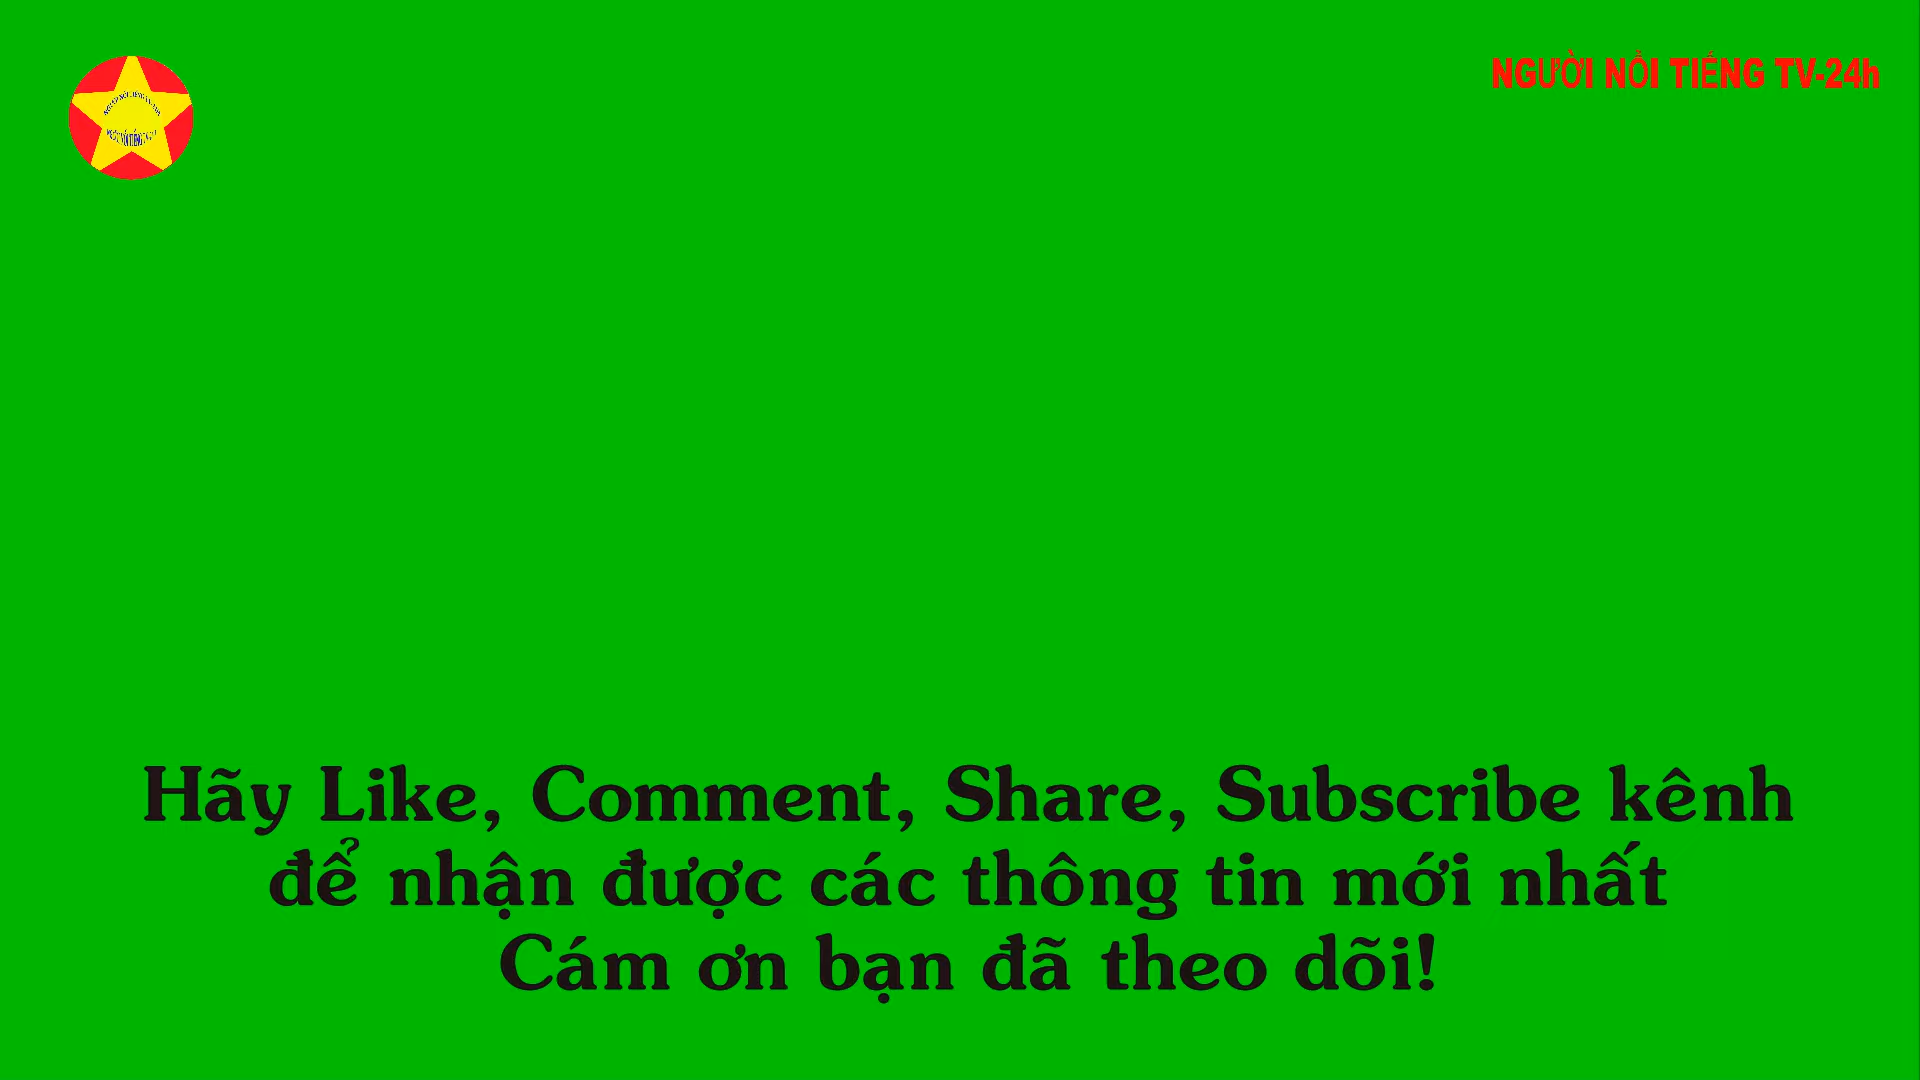 NGƯỜI NỔI TIẾNG TV-24h
Hãy Like, Comment, Share, Subscribe kênh
để nhận được các thông tin mới nhất
Cám ơn bạn đã theo dõi!